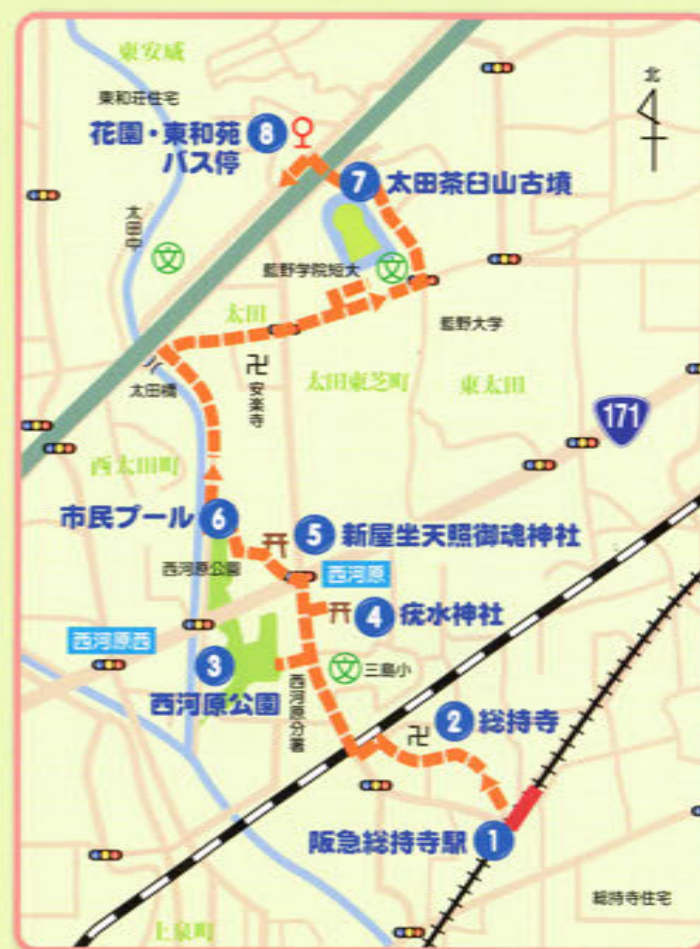 東安威
北
東和荘住宅
花園・東和苑
バス停
8
7
太田茶臼山古墳
太田中
文
藍野学院短大
文
太田
藍野大学
太田橋
安楽寺
太田東芝町
東太田
171
西太田町
市民プール
6
5
新屋坐天照御魂神社
西河原公園
西河原
4
疣水神社
西河原西
3
西河原公園
文
三島小
西河原分署
2
総持寺
阪急総持寺駅
1
総持寺住宅
上泉町